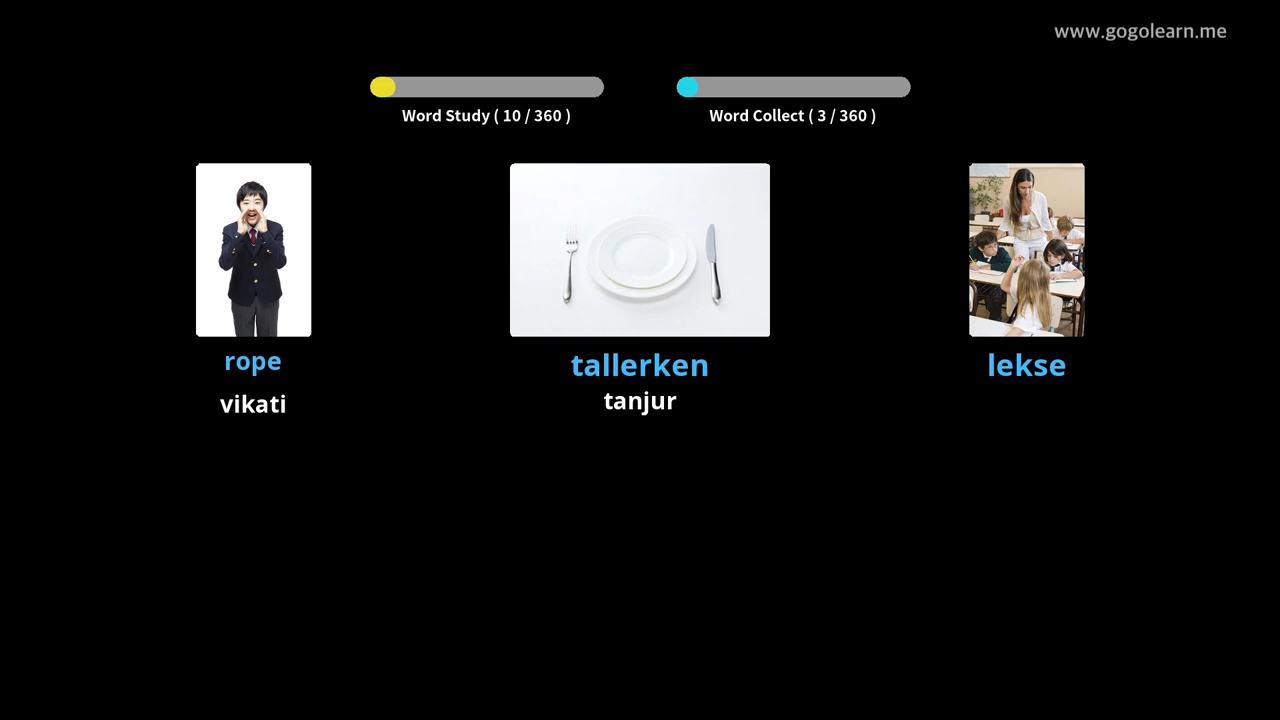 www.gogolearn.me
Word Study ( 10 / 360 )
Word Collect ( 3 / 360 )
rope
vikati
tallerken
tanjur
lekse